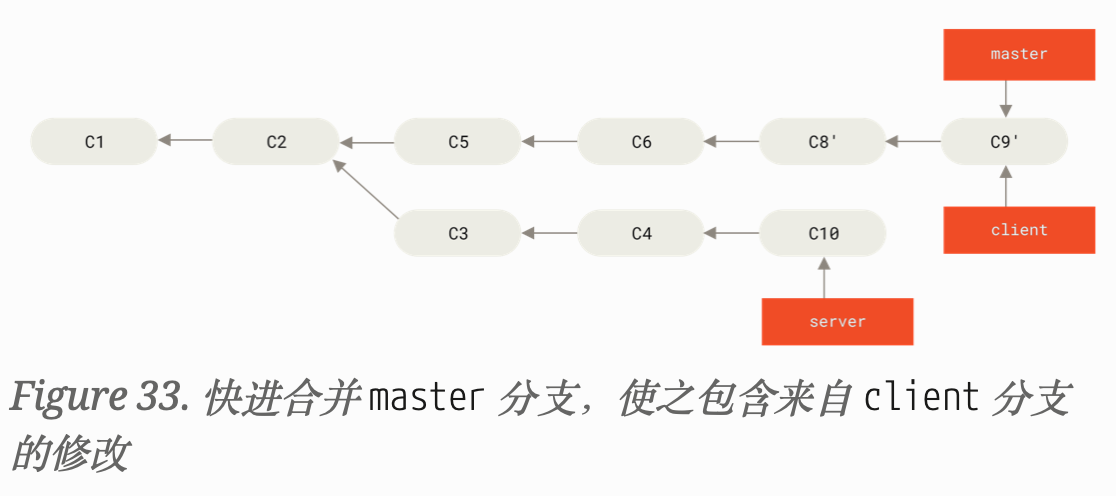 master
C1 C2 C5 C6 C8' C9'
C3 C4 C10 client
server
Figure 33. 快进合并 master 分支，使之包含来自 client 分支
的修改